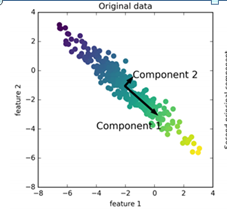 Original data
4
2
0
−2
−4
−6
−8
feature 2
Component 2
Component 1
−8 −6 −4 −2 0 2 4
feature 1